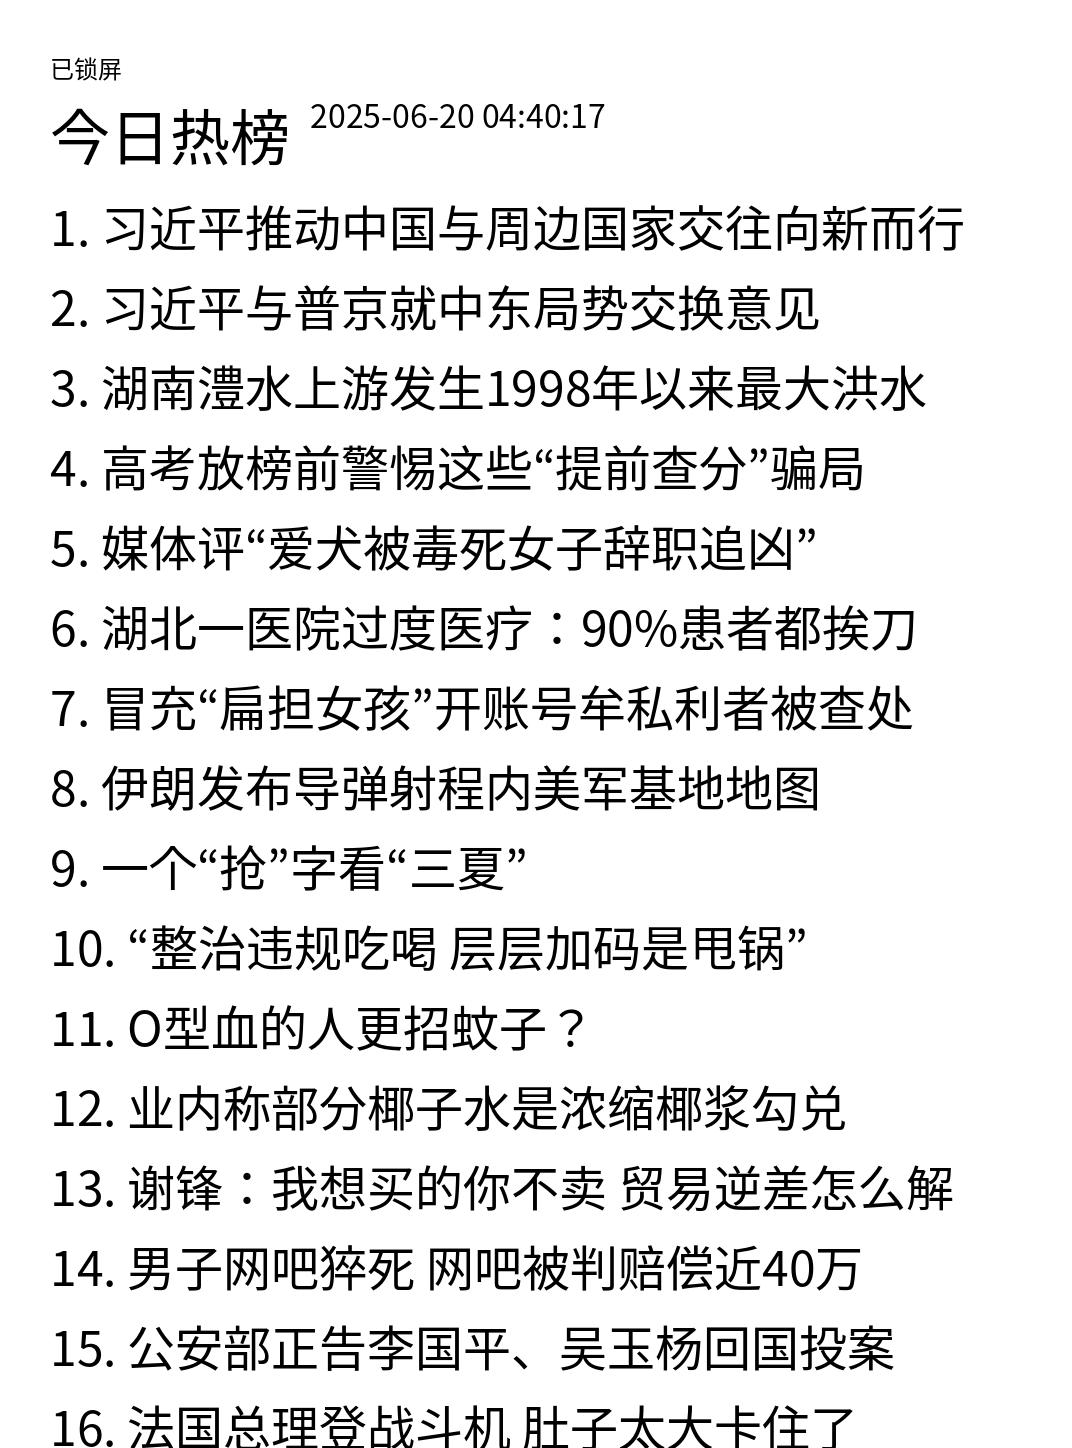 已锁屏
今日热榜 2025-06-20 04:40:17
1. 习近平推动中国与周边国家交往向新而行
2. 习近平与普京就中东局势交换意见
3. 湖南澧水上游发生1998年以来最大洪水
4. 高考放榜前警惕这些“提前查分”骗局
5. 媒体评“爱犬被毒死女子辞职追凶”
6. 湖北一医院过度医疗：90%患者都挨刀
7. 冒充“扁担女孩”开账号牟私利者被查处
8. 伊朗发布导弹射程内美军基地地图
9. 一个“抢”字看“三夏”
10. “整治违规吃喝 层层加码是甩锅”
11. O型血的人更招蚊子？
12. 业内称部分椰子水是浓缩椰浆勾兑
13. 谢锋：我想买的你不卖 贸易逆差怎么解
14. 男子网吧猝死 网吧被判赔偿近40万
15. 公安部正告李国平、吴玉杨回国投案
16. 法国总理登战斗机 肚子太大卡住了